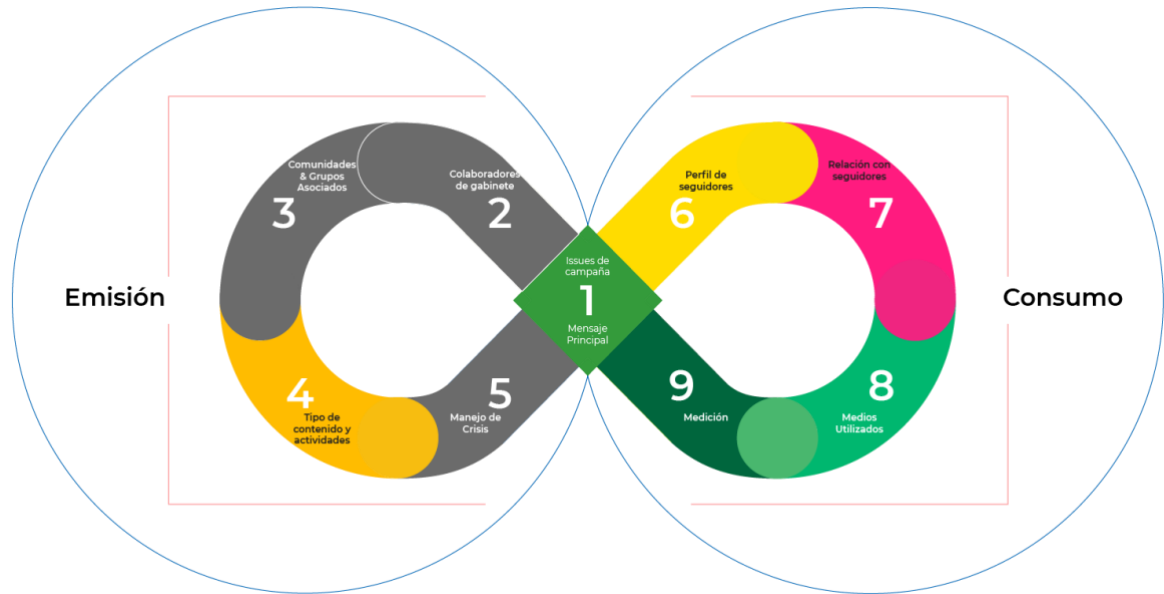 Emisión
Comunidades
& Grupos
Asociados
3
Colaboradores
de gabinete
2
4
Tipo de
contenido y
actividades
5
Manejo de
Crisis
Issues de
campaña
1
Mensaje
Principal
Perfil de
seguidores
6
Relación con
seguidores
7
8
Medios
Utilizados
9
Medición
Consumo